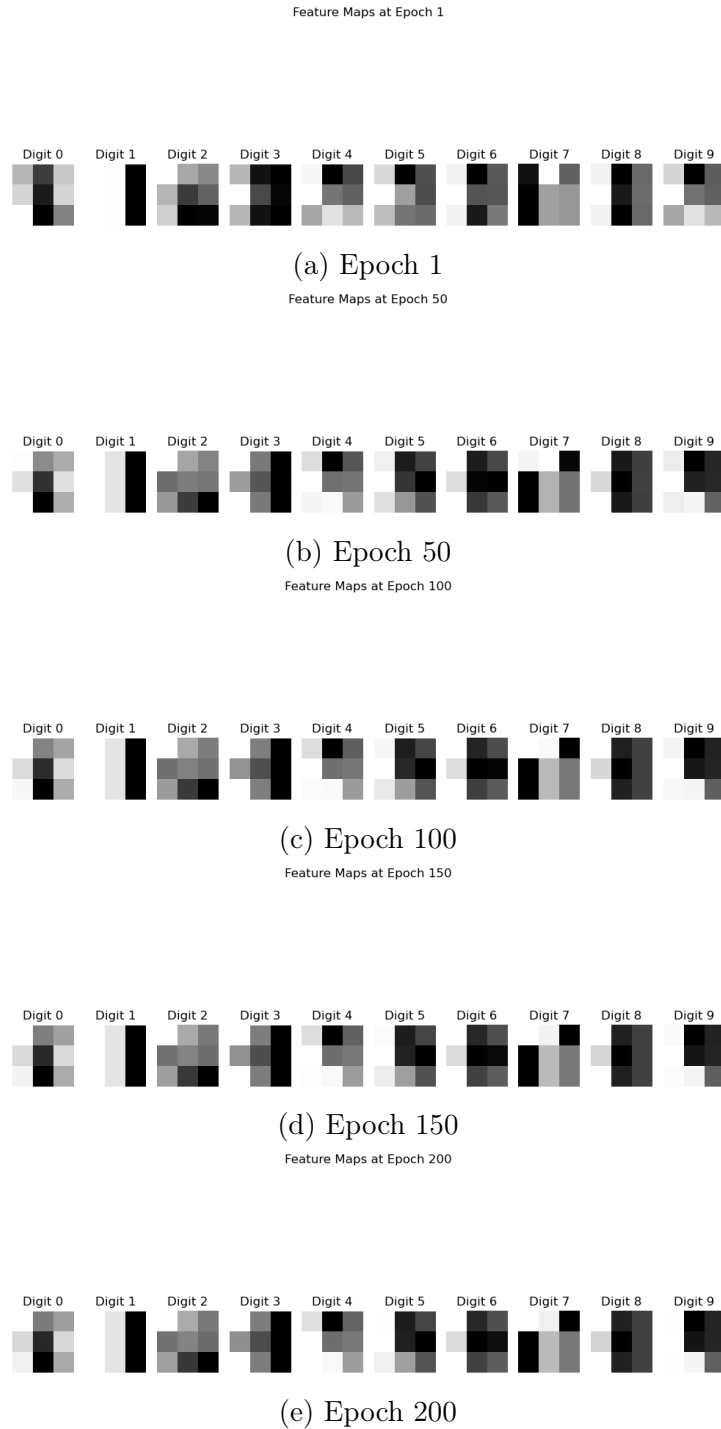 Feature Maps at Epoch 1
Digit 0 Digit 1 Digit 2 Digit 3 Digit 4 Digit 5 Digit 6 Digit 7 Digit 8 Digit 9
(a) Epoch 1
Feature Maps at Epoch 50
Digit 0 Digit 1 Digit 2 Digit 3 Digit 4 Digit 5 Digit 6 Digit 7 Digit 8 Digit 9
(b) Epoch 50
Feature Maps at Epoch 100
Digit 0 Digit 1 Digit 2 Digit 3 Digit 4 Digit 5 Digit 6 Digit 7 Digit 8 Digit 9
(c) Epoch 100
Feature Maps at Epoch 150
Digit 0 Digit 1 Digit 2 Digit 3 Digit 4 Digit 5 Digit 6 Digit 7 Digit 8 Digit 9
(d) Epoch 150
Feature Maps at Epoch 200
Digit 0 Digit 1 Digit 2 Digit 3 Digit 4 Digit 5 Digit 6 Digit 7 Digit 8 Digit 9
(e) Epoch 200